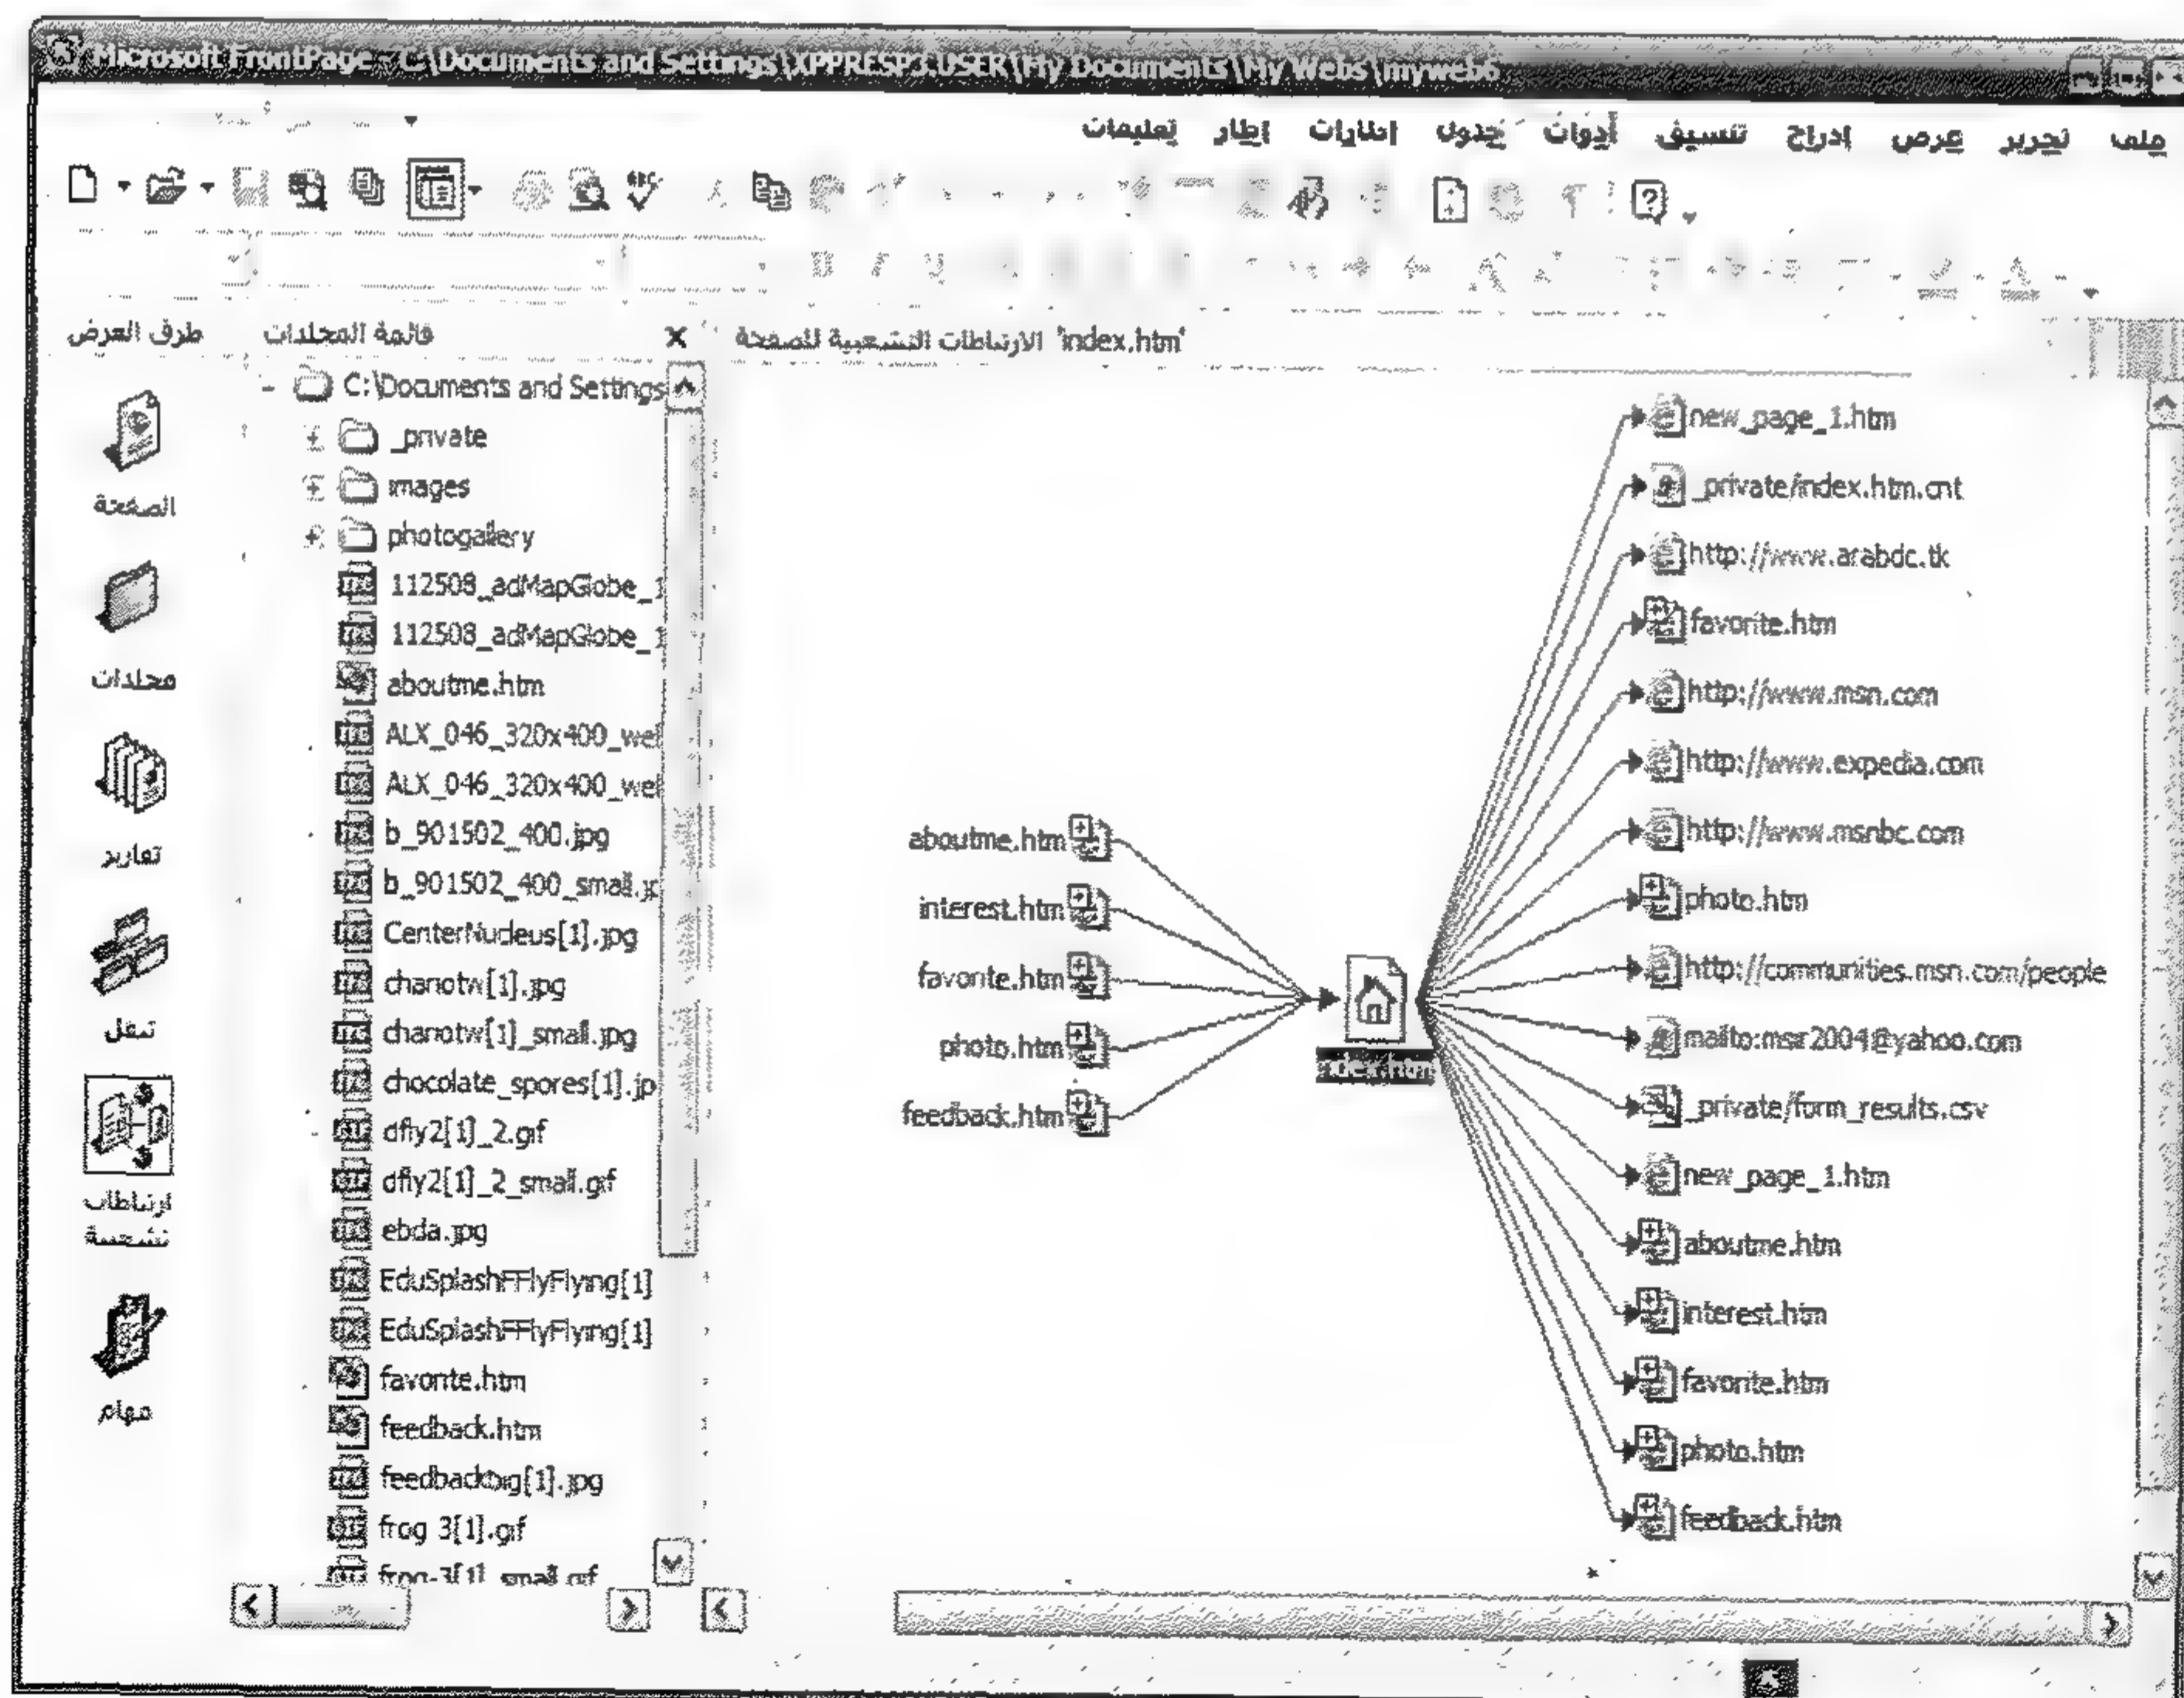 Microsoft FrontPage - C:\Documents and Settings\XPPRESP3.USER\My Documents\My Webs\myweb6
ملف تحرير عرض إدراج تنسيق أدوات جدول إطارات إطار تعليمات
طرق العرض
الصفحة
مجلدات
تقارير
تنقل
ارتباطات
تشعبية
مهام
قائمة المجلدات
C:\Documents and Settings
_private
images
photogallery
112508_adMapGlobe_1
112508_adMapGlobe_1
aboutme.htm
ALX_046_320x400_wel
ALX_046_320x400_wel
b_901502_400.jpg
b_901502_400_small.jp
CenterNucleus[1].jpg
chanotw[1].jpg
chanotw[1]_small.jpg
chocolate_spores[1].jp
dfly2[1]_2.gif
dfly2[1]_2_small.gif
ebda.jpg
EduSplashFFlyFlying[1]
EduSplashFFlyFlying[1]
favorite.htm
feedback.htm
feedbackbig[1].jpg
frog 3[1].gif
frog-3[1]_small.gif
الارتباطات التشعبية للصفحة 'index.htm'
aboutme.htm
interest.htm
favorite.htm
photo.htm
feedback.htm
index.htm
new_page_1.htm
_private/index.htm.cnt
http://www.arabdc.tk
favorite.htm
http://www.msn.com
http://www.expedia.com
http://www.msnbc.com
photo.htm
http://communities.msn.com/people
mailto:msr2004@yahoo.com
_private/form_results.csv
new_page_1.htm
aboutme.htm
interest.htm
favorite.htm
photo.htm
feedback.htm